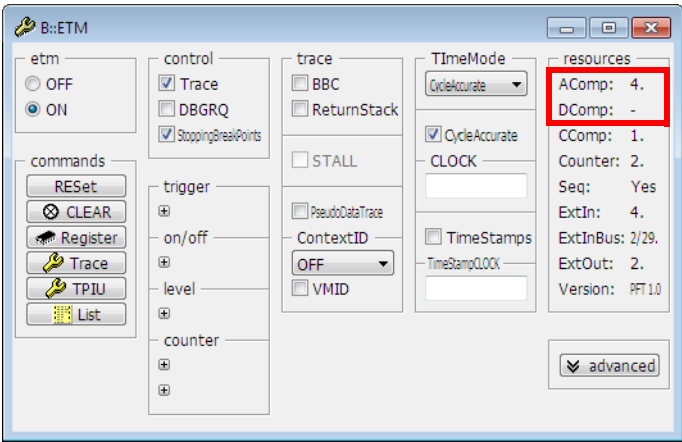 B::ETM
etm
OFF
ON
commands
RESet
CLEAR
Register
Trace
TPIU
List
control
Trace
DBGRQ
StoppingBreakPoints
trigger
on/off
level
counter
trace
BBC
ReturnStack
STALL
PseudoDataTrace
ContextID
OFF
VMID
TImeMode
CycleAccurate
CycleAccurate
CLOCK
TimeStamps
TimeStampCLOCK
resources
AComp: 4.
DComp: -
CComp: 1.
Counter: 2.
Seq: Yes
ExtIn: 4.
ExtInBus: 2/29.
ExtOut: 2.
Version: PFT1.0
advanced